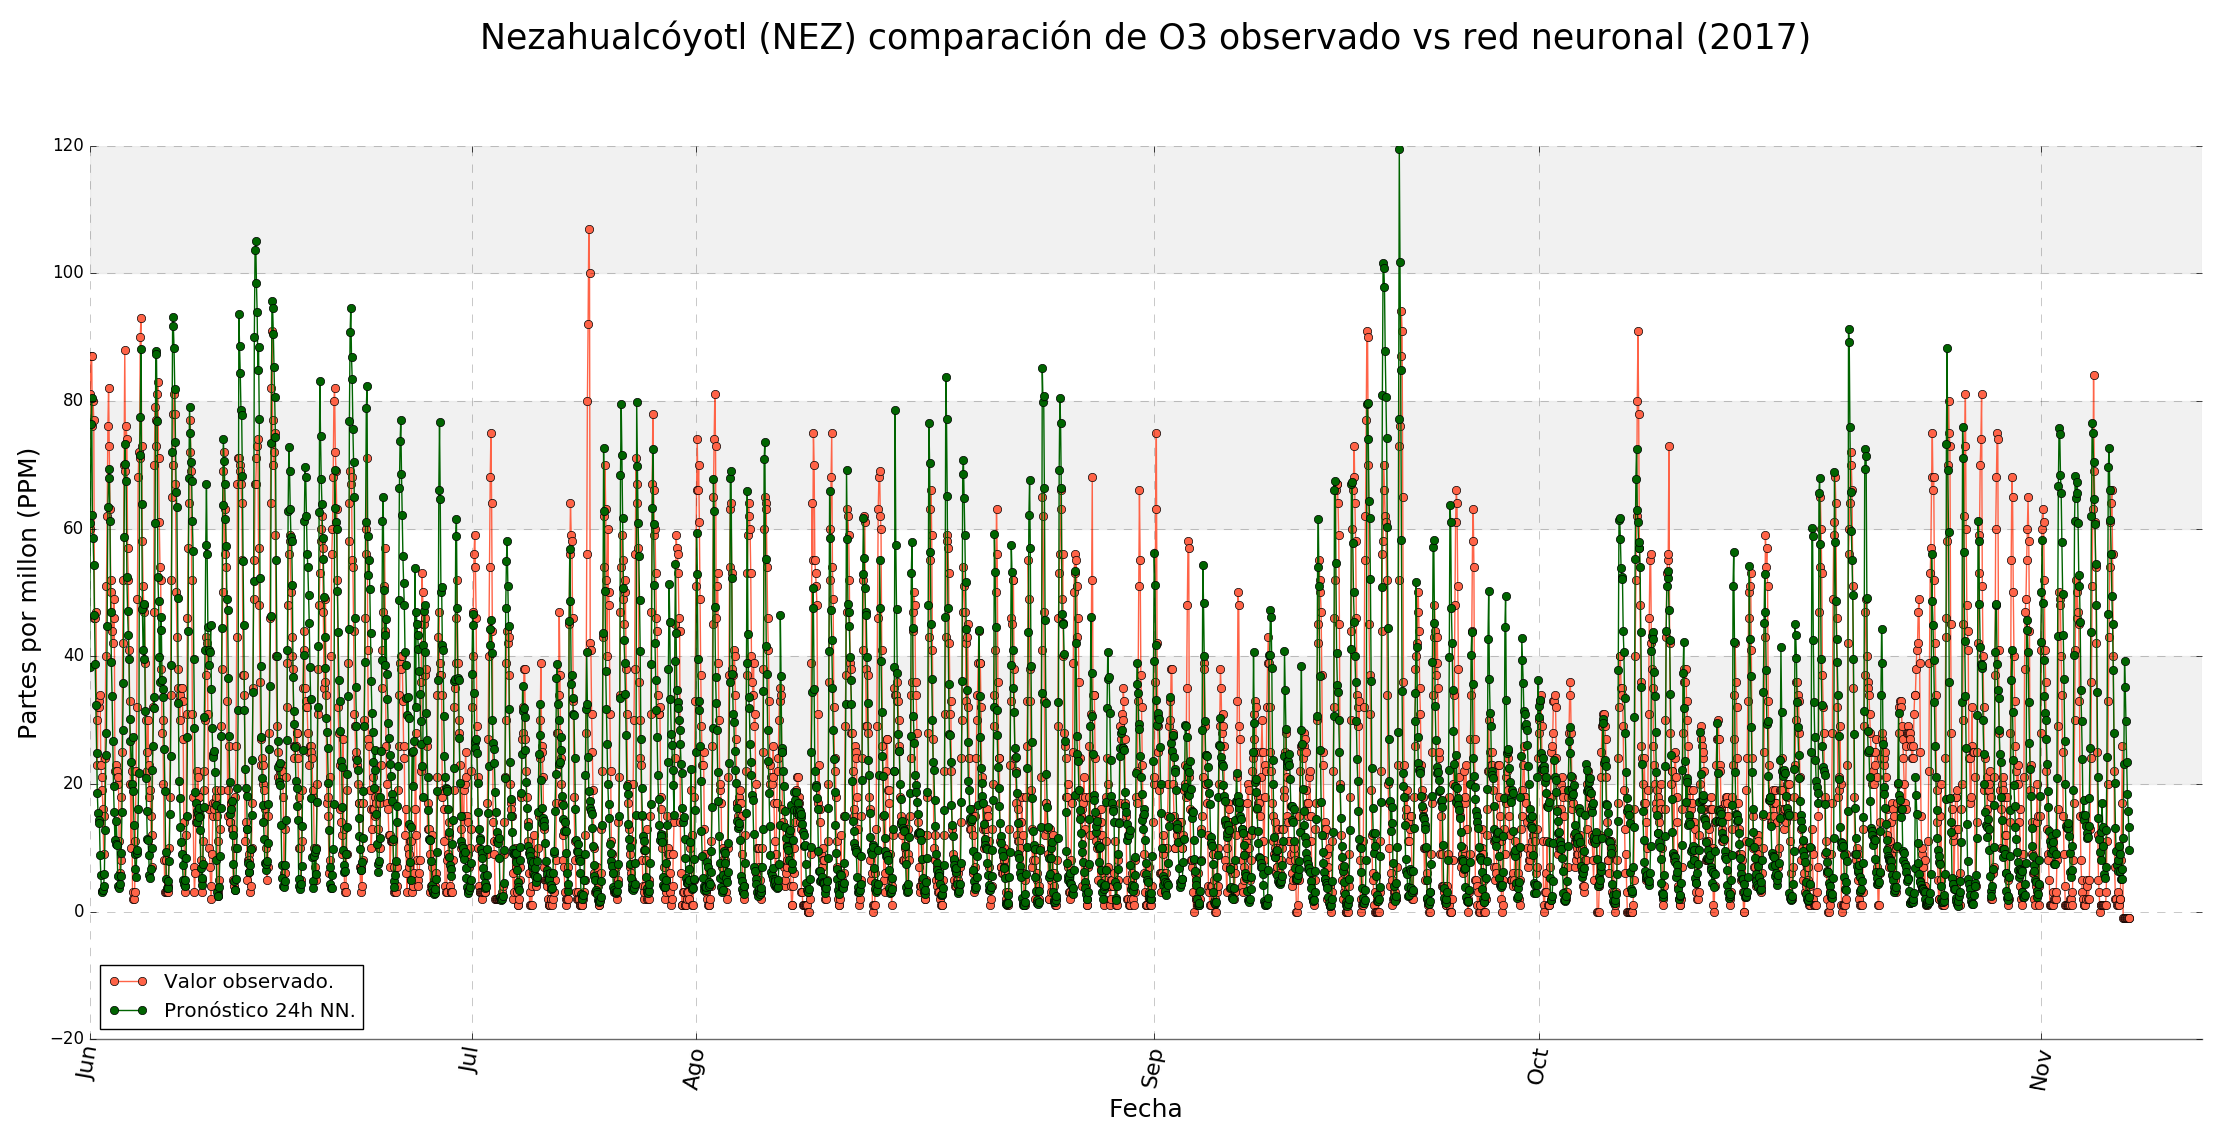 Nezahualcóyotl (NEZ) comparación de O3 observado vs red neuronal (2017)
120
100
80
60
40
20
0
−20
Partes por millon (PPM)
Valor observado.
Pronóstico 24h NN.
Jun
Jul
Ago
Sep
Oct
Nov
Fecha